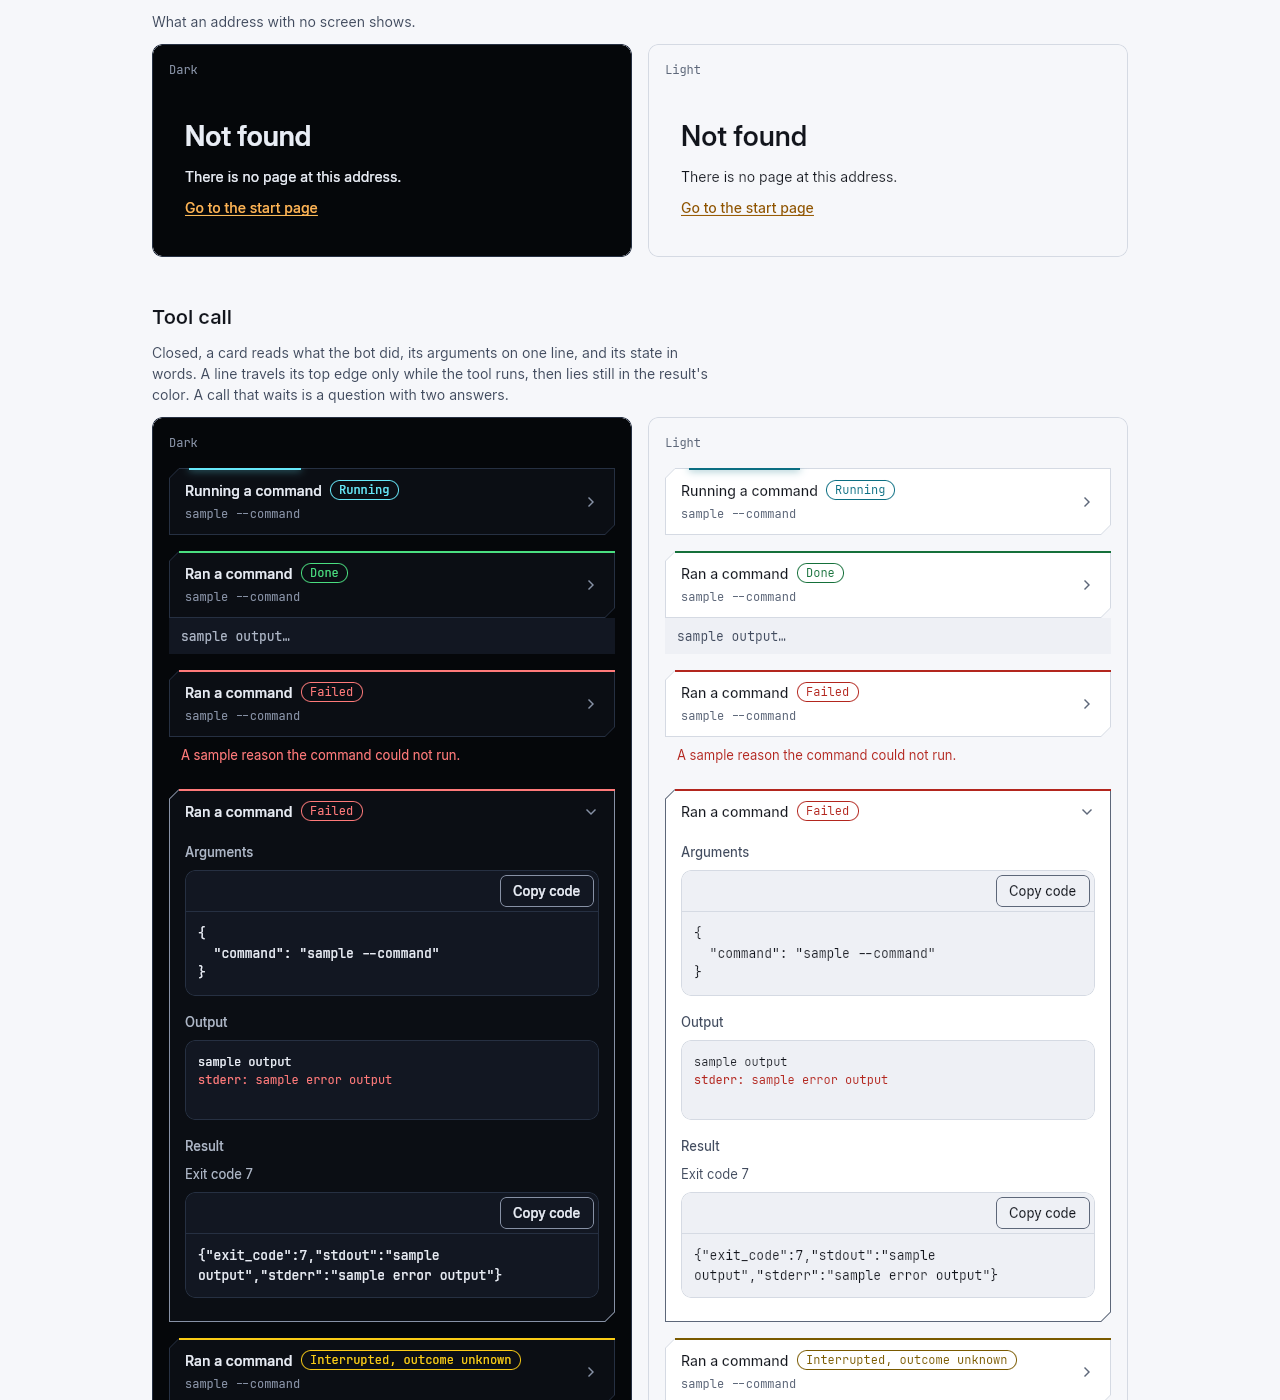 What an address with no screen shows.
Dark
Not found
There is no page at this address.
Go to the start page
Light
Not found
There is no page at this address.
Go to the start page
Tool call
Closed, a card reads what the bot did, its arguments on one line, and its state in
words. A line travels its top edge only while the tool runs, then lies still in the result's
color. A call that waits is a question with two answers.
Dark
Running a command Running
sample --command
Ran a command Done
sample --command
sample output…
Ran a command Failed
sample --command
A sample reason the command could not run.
Ran a command Failed
Arguments
Copy code
{
"command": "sample --command"
}
Output
sample output
stderr: sample error output
Result
Exit code 7
Copy code
{"exit_code":7,"stdout":"sample
output","stderr":"sample error output"}
Ran a command Interrupted, outcome unknown
sample --command
Light
Running a command Running
sample --command
Ran a command Done
sample --command
sample output…
Ran a command Failed
sample --command
A sample reason the command could not run.
Ran a command Failed
Arguments
Copy code
{
"command": "sample --command"
}
Output
sample output
stderr: sample error output
Result
Exit code 7
Copy code
{"exit_code":7,"stdout":"sample
output","stderr":"sample error output"}
Ran a command Interrupted, outcome unknown
sample --command